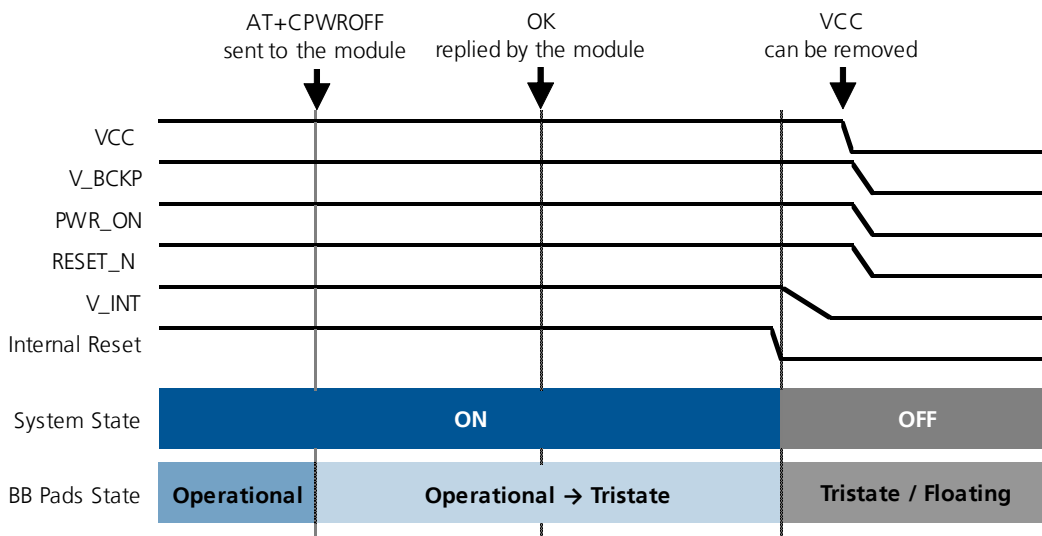 AT+CPWROFF
sent to the module
OK
replied by the module
VCC
can be removed
VCC
V_BCKP
PWR_ON
RESET_N
V_INT
Internal Reset
System State
ON
OFF
BB Pads State
Operational
Operational → Tristate
Tristate / Floating